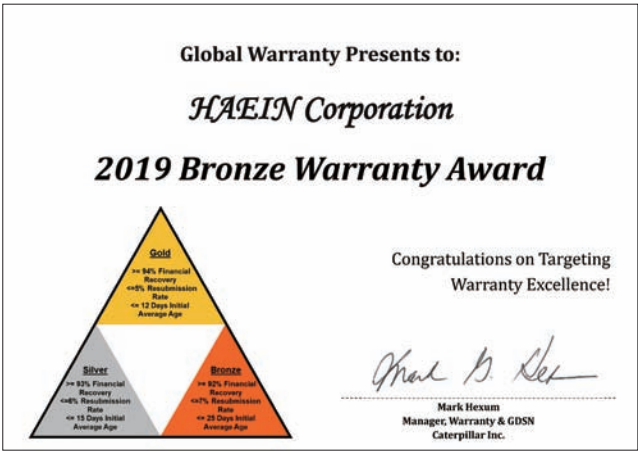 Global Warranty Presents to:
HAEIN Corporation
2019 Bronze Warranty Award
Gold
>= 94% Financial
Recovery
<=5% Resubmission
Rate
<= 12 Days Initial
Average Age
Silver
>= 93% Financial
Recovery
<=6% Resubmission
Rate
<= 15 Days Initial
Average Age
Bronze
>= 92% Financial
Recovery
<=7% Resubmission
Rate
<= 25 Days Initial
Average Age
Congratulations on Targeting
Warranty Excellence!
Mark Hexum
Manager, Warranty & GDSN
Caterpillar Inc.